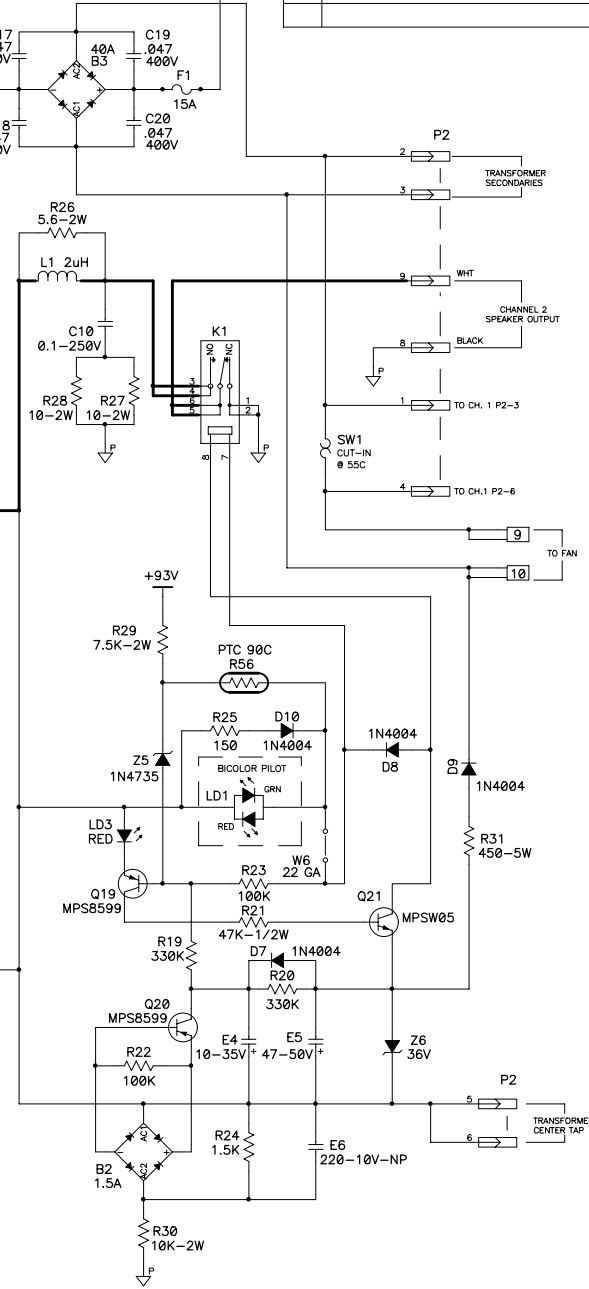 C19
.047
400V
40A
B3
AC2
- +
AC1
F1
15A
C20
.047
400V
P2
2
3
TRANSFORMER
SECONDARIES
R26
5.6-2W
L1 2uH
C10
0.1-250V
R28
10-2W
R27
10-2W
P
K1
NO
NC
3
4
6
5
1
2
8
7
P
9
WHT
CHANNEL 2
SPEAKER OUTPUT
8
BLACK
P
1
TO CH. 1 P2-3
SW1
CUT-IN
@ 55C
4
TO CH.1 P2-6
9
TO FAN
10
+93V
R29
7.5K-2W
PTC 90C
R56
R25
150
D10
1N4004
Z5
1N4735
BICOLOR PILOT
LD1
GRN
RED
1N4004
D8
D9
1N4004
LD3
RED
R31
450-5W
W6
22 GA
Q19
MPS8599
R23
100K
R21
47K-1/2W
Q21
MPSW05
R19
330K
D7
1N4004
R20
330K
Q20
MPS8599
E4
10-35V
+
E5
47-50V
+
Z6
36V
R22
100K
P2
5
6
TRANSFORMER
CENTER TAP
AC1
- +
AC2
B2
1.5A
R24
1.5K
E6
220-10V-NP
R30
10K-2W
P